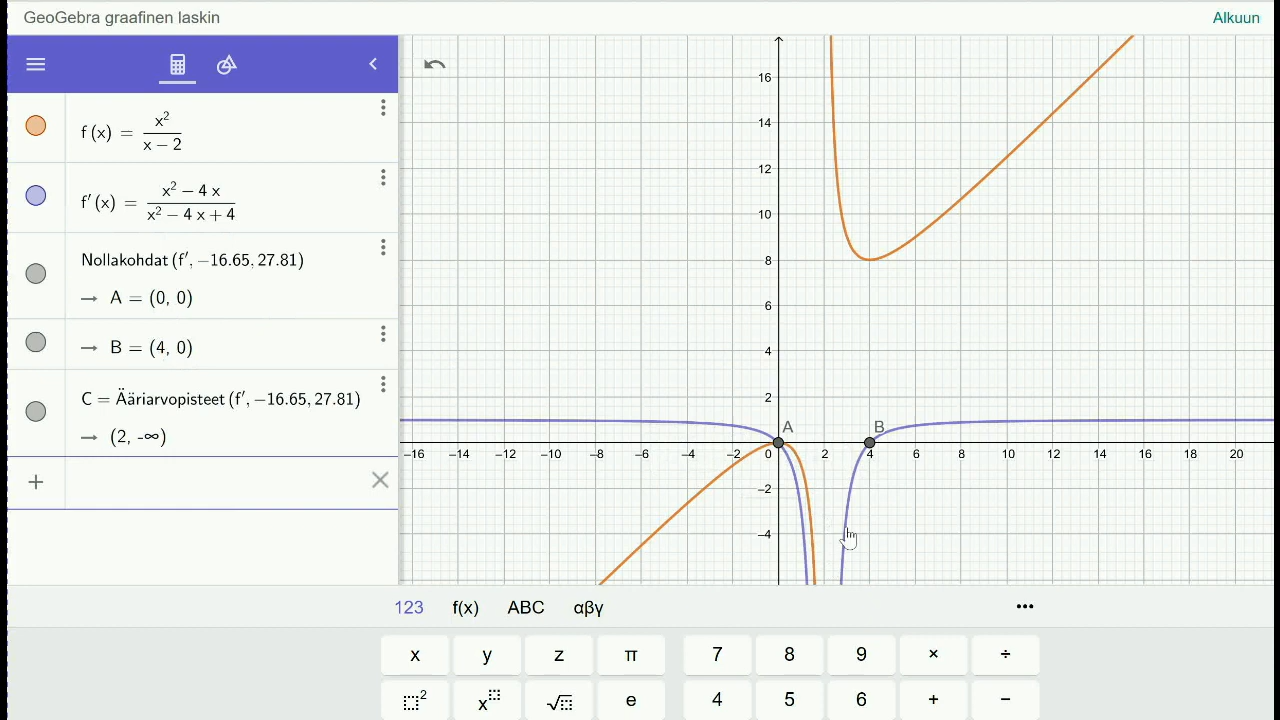 GeoGebra graafinen laskin
Alkuun
f(x) = x² / (x − 2)
f′(x) = (x² − 4 x) / (x² − 4 x + 4)
Nollakohdat (f′, −16.65, 27.81)
→ A = (0, 0)
→ B = (4, 0)
C = Ääriarvopisteet (f′, −16.65, 27.81)
→ (2, -∞)
+
16
14
12
10
8
6
4
2
A
B
−16 −14 −12 −10 −8 −6 −4 −2 0 2 4 6 8 10 12 14 16 18 20
−2
−4
123 f(x) ABC αβγ
x y z π 7 8 9 × ÷
² x √ e 4 5 6 + −